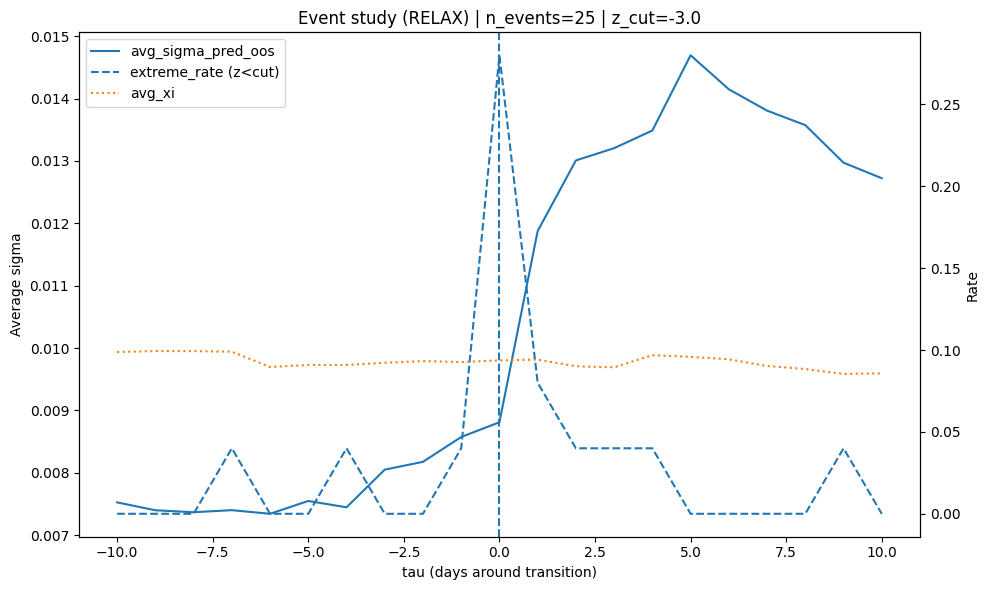 Event study (RELAX) | n_events=25 | z_cut=-3.0
avg_sigma_pred_oos
extreme_rate (z<cut)
avg_xi
0.015
0.014
0.013
0.012
0.011
0.010
0.009
0.008
0.007
Average sigma
0.25
0.20
0.15
0.10
0.05
0.00
Rate
−10.0 −7.5 −5.0 −2.5 0.0 2.5 5.0 7.5 10.0
tau (days around transition)